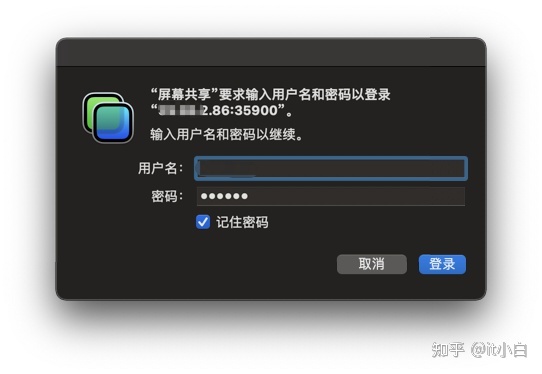 “屏幕共享”要求输入用户名和密码以登录
2.86:35900”。
输入用户名和密码以继续。
用户名：
密码：
记住密码
取消
登录
知乎 @it小白